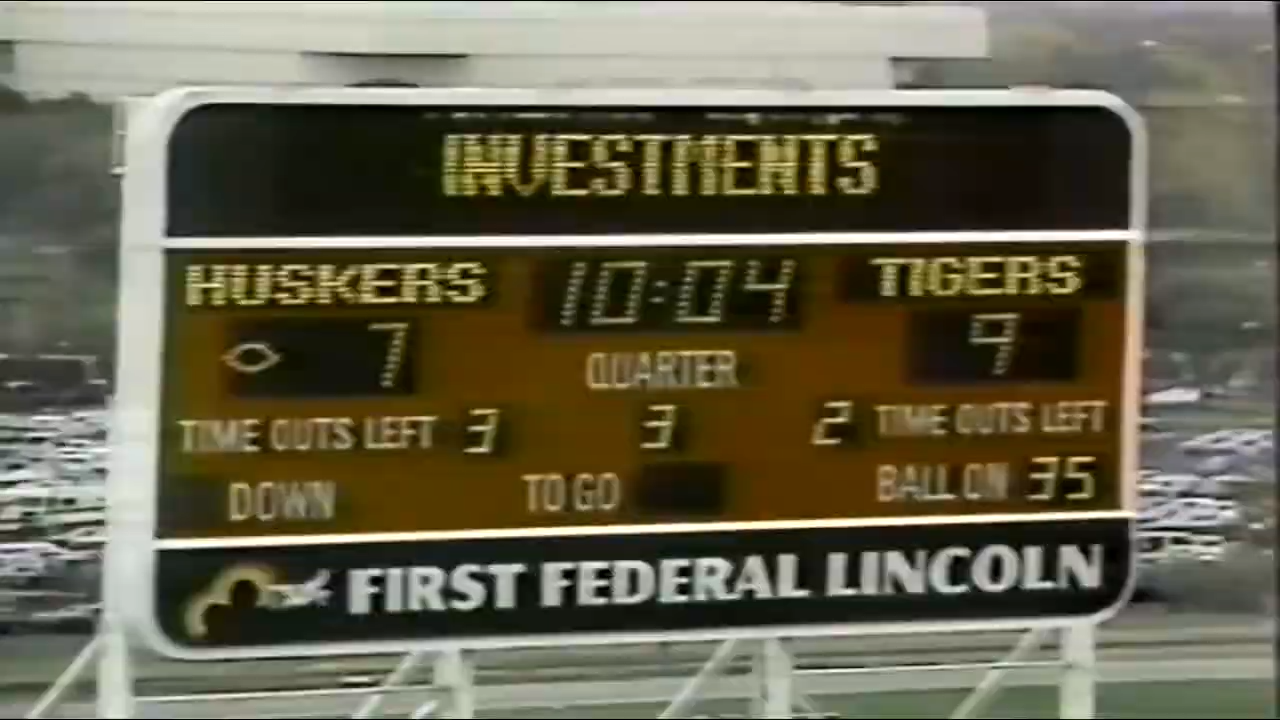 INVESTMENTS
HUSKERS 10:04 TIGERS
7 QUARTER 9
TIME OUTS LEFT 3 3 2 TIME OUTS LEFT
DOWN TO GO BALL ON 35
FIRST FEDERAL LINCOLN